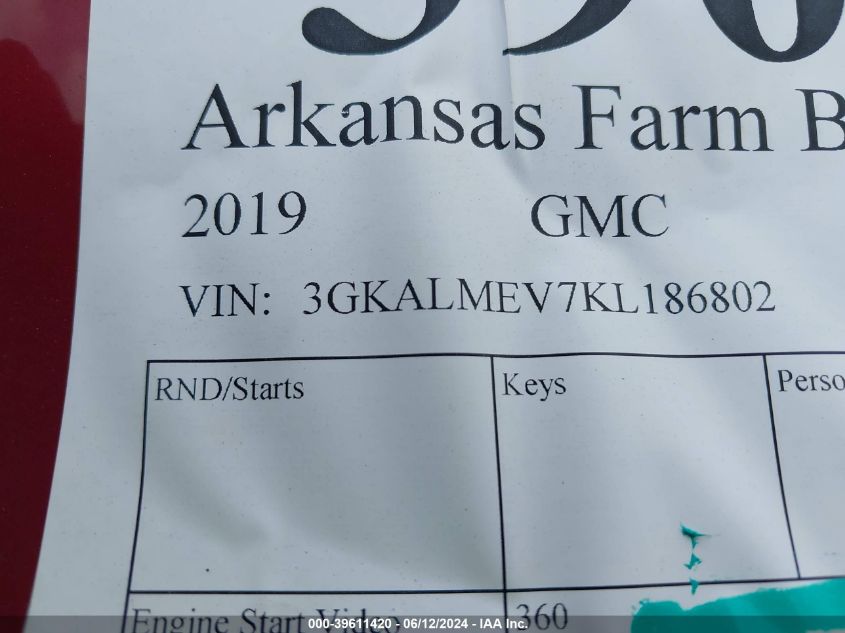 Arkansas Farm B
2019 GMC
VIN: 3GKALMEV7KL186802
RND/Starts Keys Perso
Engine Start Video 360
000-39611420 - 06/12/2024 - IAA Inc.